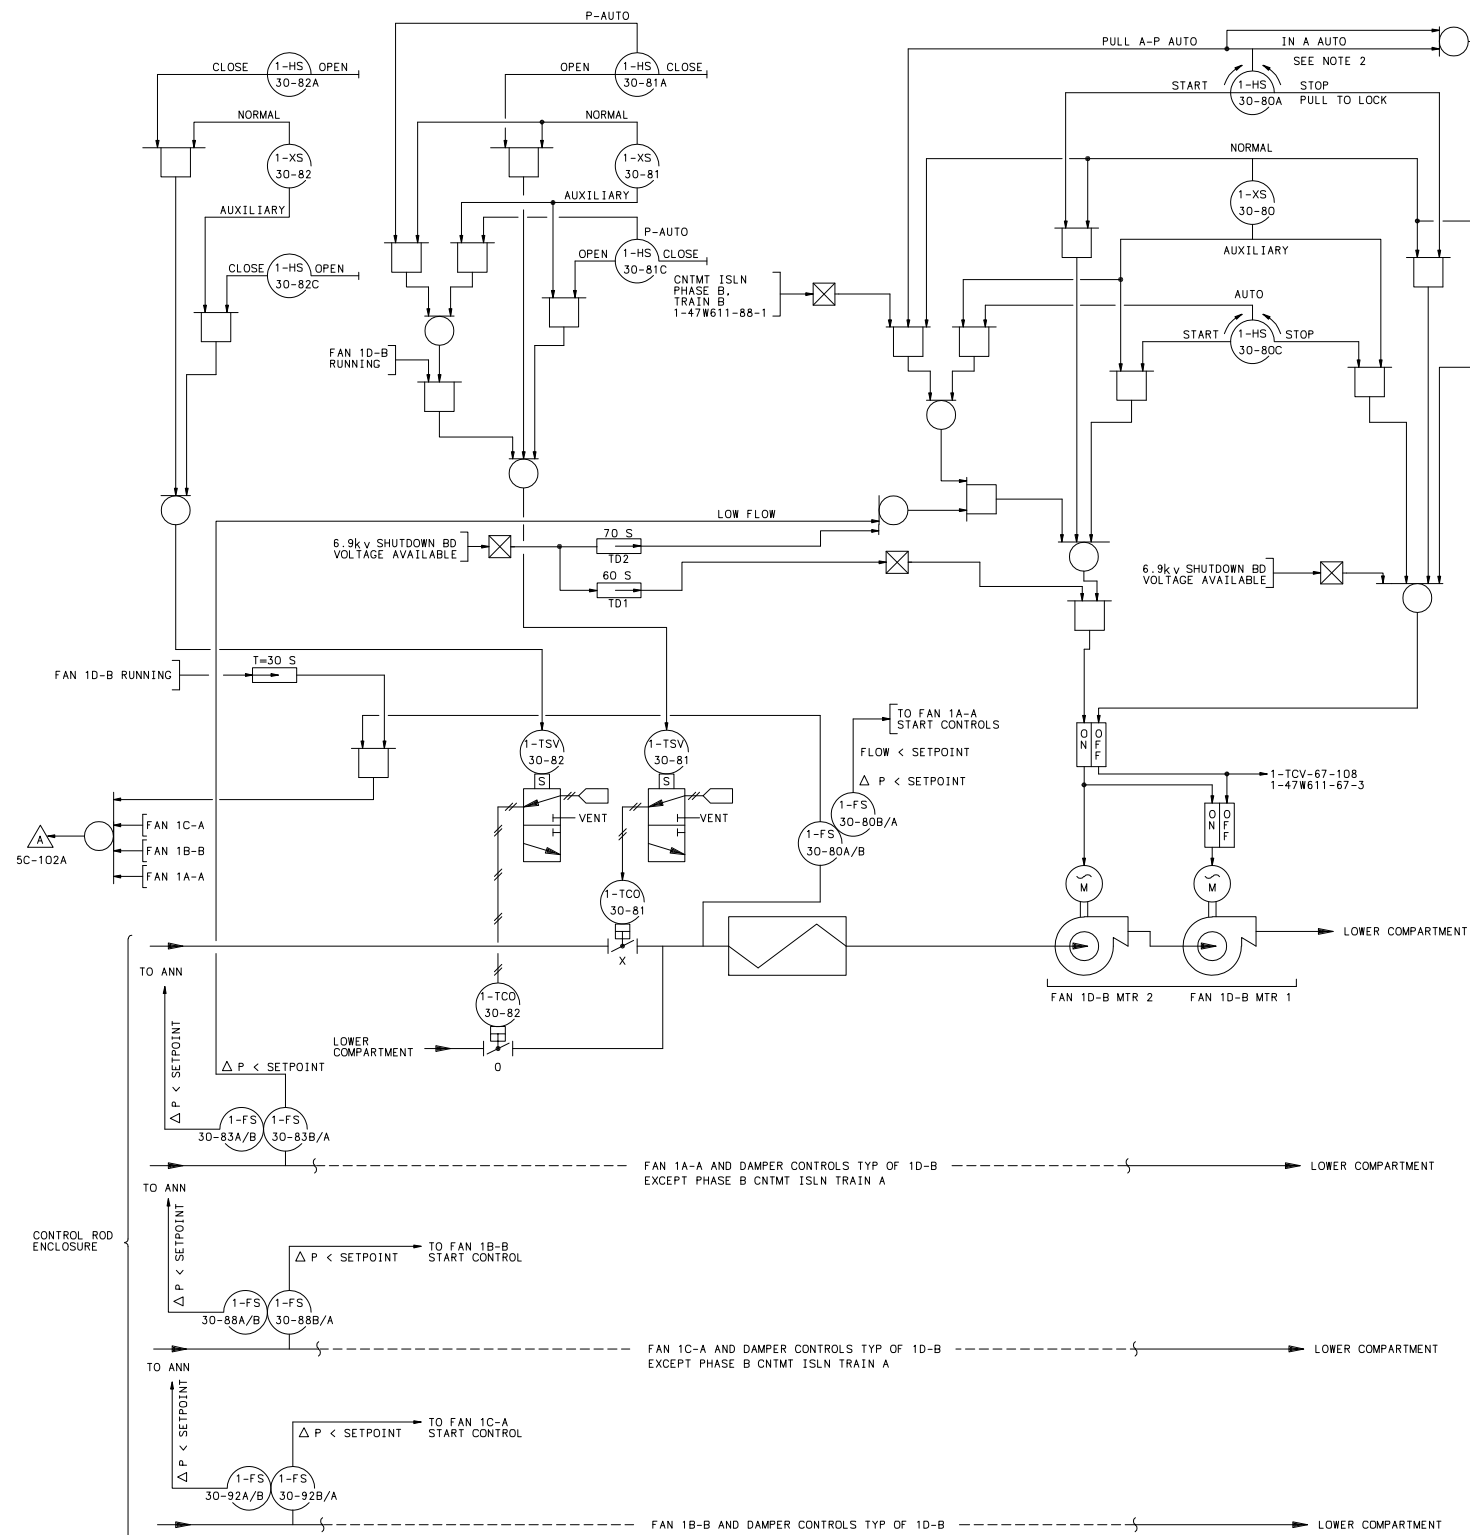 P-AUTO
CLOSE
1-HS
30-82A
OPEN
OPEN
1-HS
30-81A
CLOSE
PULL A-P AUTO
IN A AUTO
SEE NOTE 2
START
1-HS
30-80A
STOP
PULL TO LOCK
NORMAL
1-XS
30-82
AUXILIARY
NORMAL
1-XS
30-81
AUXILIARY
NORMAL
1-XS
30-80
AUXILIARY
CLOSE
1-HS
30-82C
OPEN
P-AUTO
OPEN
1-HS
30-81C
CLOSE
CNTMT ISLN
PHASE B,
TRAIN B
1-47W611-88-1
AUTO
START
1-HS
30-80C
STOP
FAN 1D-B
RUNNING
LOW FLOW
6.9kv SHUTDOWN BD
VOLTAGE AVAILABLE
70 S
TD2
60 S
TD1
6.9kv SHUTDOWN BD
VOLTAGE AVAILABLE
FAN 1D-B RUNNING
T=30 S
TO FAN 1A-A
START CONTROLS
FLOW < SETPOINT
△ P < SETPOINT
1-TSV
30-82
S
VENT
1-TSV
30-81
S
VENT
ON
OFF
1-TCV-67-108
1-47W611-67-3
ON
OFF
1-FS
30-80B/A
1-FS
30-80A/B
A
5C-102A
FAN 1C-A
FAN 1B-B
FAN 1A-A
M
M
1-TCO
30-81
X
LOWER COMPARTMENT
FAN 1D-B MTR 2
FAN 1D-B MTR 1
1-TCO
30-82
O
LOWER
COMPARTMENT
TO ANN
△ P < SETPOINT
△ P < SETPOINT
1-FS
30-83A/B
1-FS
30-83B/A
FAN 1A-A AND DAMPER CONTROLS TYP OF 1D-B
EXCEPT PHASE B CNTMT ISLN TRAIN A
LOWER COMPARTMENT
TO ANN
△ P < SETPOINT
CONTROL ROD
ENCLOSURE
△ P < SETPOINT
TO FAN 1B-B
START CONTROL
1-FS
30-88A/B
1-FS
30-88B/A
FAN 1C-A AND DAMPER CONTROLS TYP OF 1D-B
EXCEPT PHASE B CNTMT ISLN TRAIN A
LOWER COMPARTMENT
TO ANN
△ P < SETPOINT
△ P < SETPOINT
TO FAN 1C-A
START CONTROL
1-FS
30-92A/B
1-FS
30-92B/A
FAN 1B-B AND DAMPER CONTROLS TYP OF 1D-B
LOWER COMPARTMENT